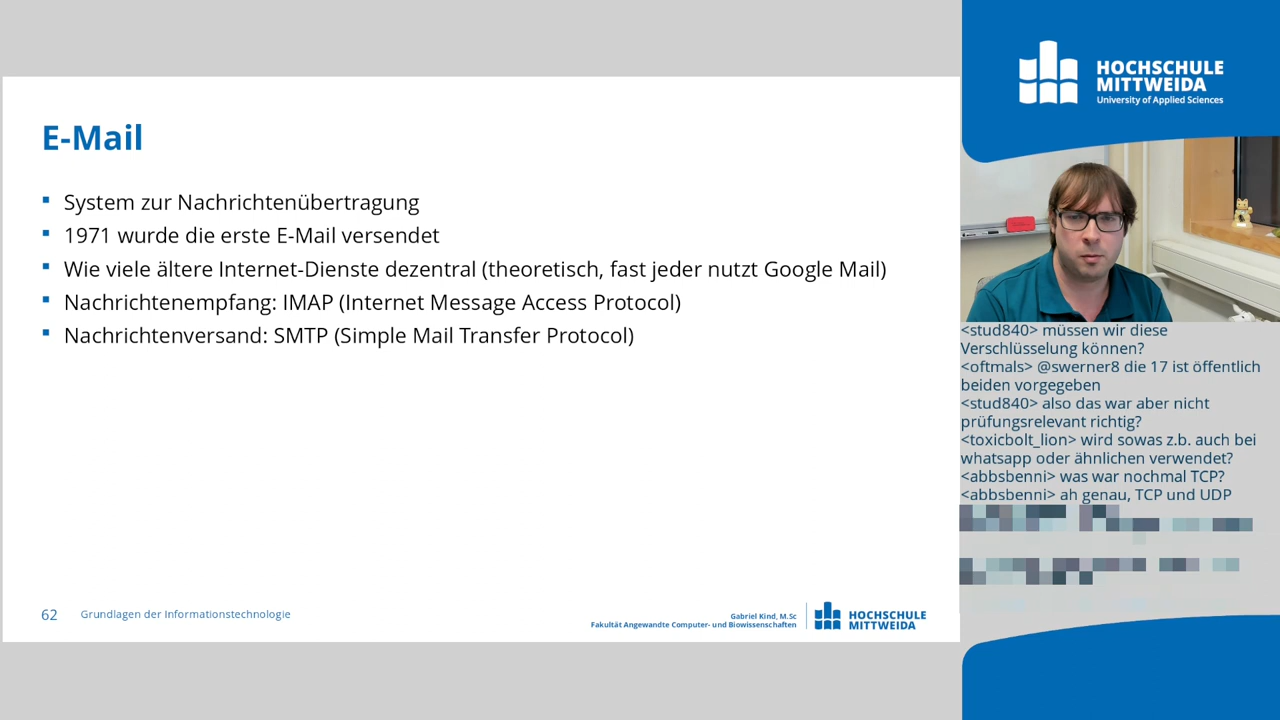 E-Mail
System zur Nachrichtenübertragung
1971 wurde die erste E-Mail versendet
Wie viele ältere Internet-Dienste dezentral (theoretisch, fast jeder nutzt Google Mail)
Nachrichtenempfang: IMAP (Internet Message Access Protocol)
Nachrichtenversand: SMTP (Simple Mail Transfer Protocol)
62
Grundlagen der Informationstechnologie
Gabriel Kind, M.Sc
Fakultät Angewandte Computer- und Biowissenschaften
HOCHSCHULE
MITTWEIDA
HOCHSCHULE
MITTWEIDA
University of Applied Sciences
<stud840> müssen wir diese
Verschlüsselung können?
<oftmals> @swerner8 die 17 ist öffentlich
beiden vorgegeben
<stud840> also das war aber nicht
prüfungsrelevant richtig?
<toxicbolt_lion> wird sowas z.b. auch bei
whatsapp oder ähnlichen verwendet?
<abbsbenni> was war nochmal TCP?
<abbsbenni> ah genau, TCP und UDP